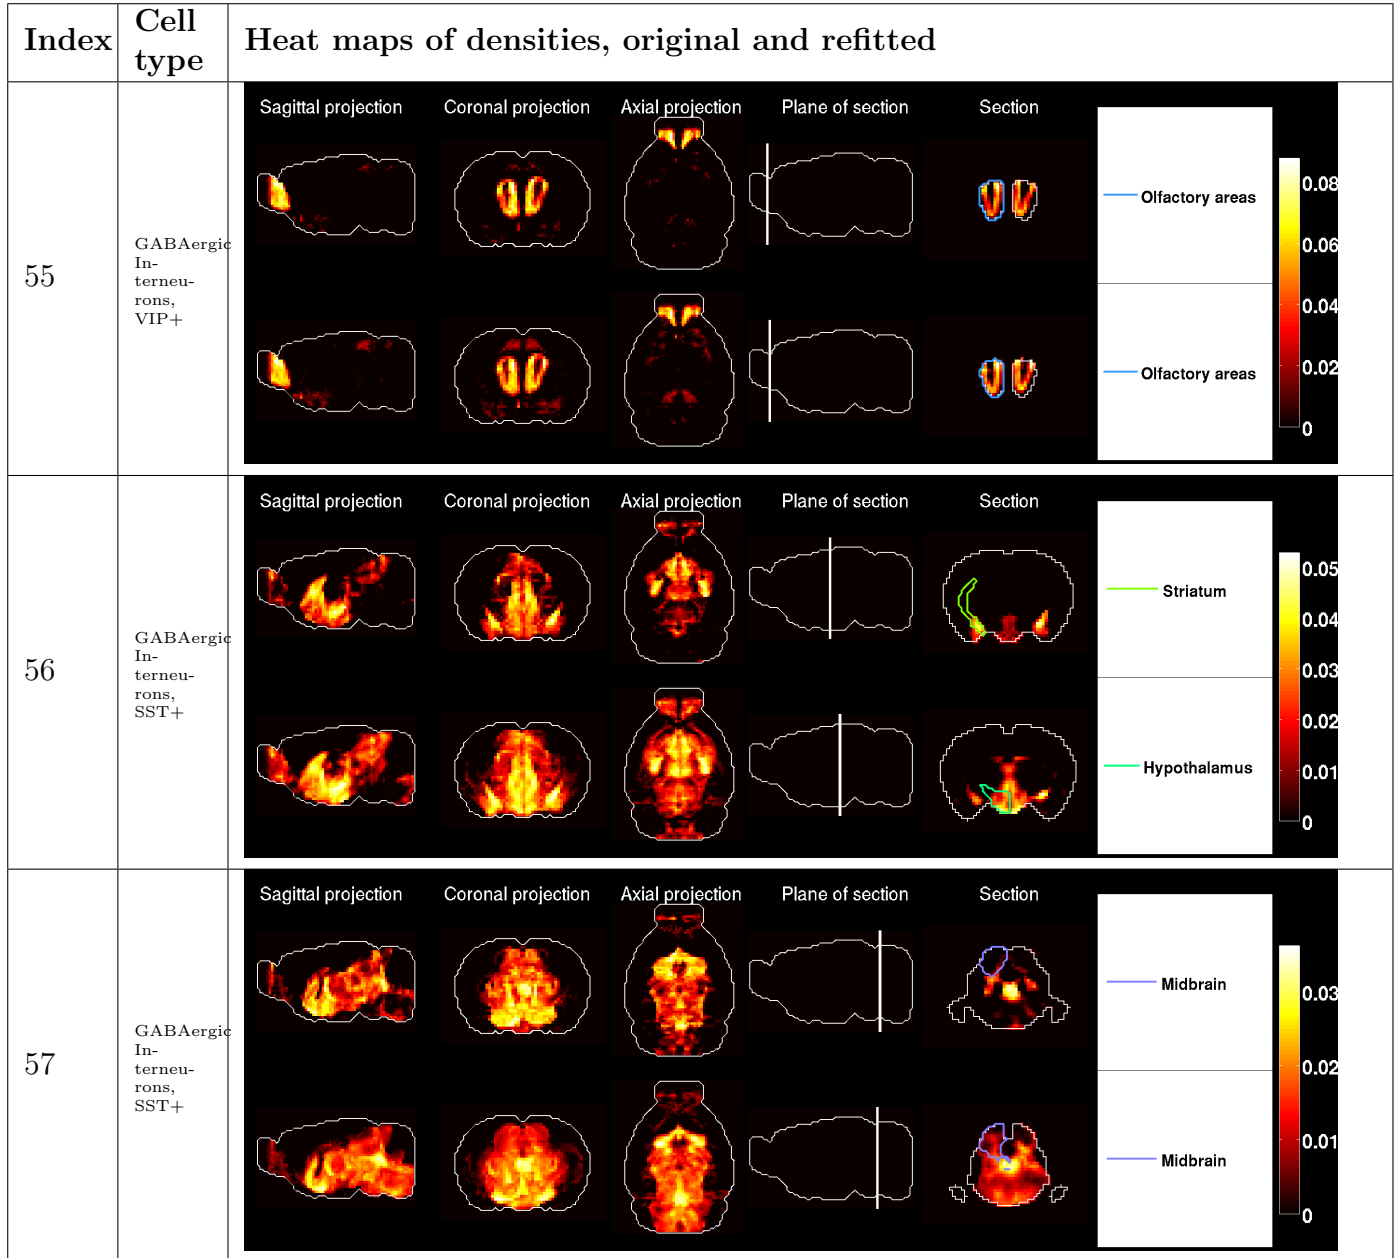 Index
Cell
type
Heat maps of densities, original and refitted
55
GABAergic
In-
terneu-
rons,
VIP+
Sagittal projection Coronal projection Axial projection Plane of section Section
Olfactory areas
Olfactory areas
0.08
0.06
0.04
0.02
0
56
GABAergic
In-
terneu-
rons,
SST+
Sagittal projection Coronal projection Axial projection Plane of section Section
Striatum
Hypothalamus
0.05
0.04
0.03
0.02
0.01
0
57
GABAergic
In-
terneu-
rons,
SST+
Sagittal projection Coronal projection Axial projection Plane of section Section
Midbrain
Midbrain
0.03
0.02
0.01
0